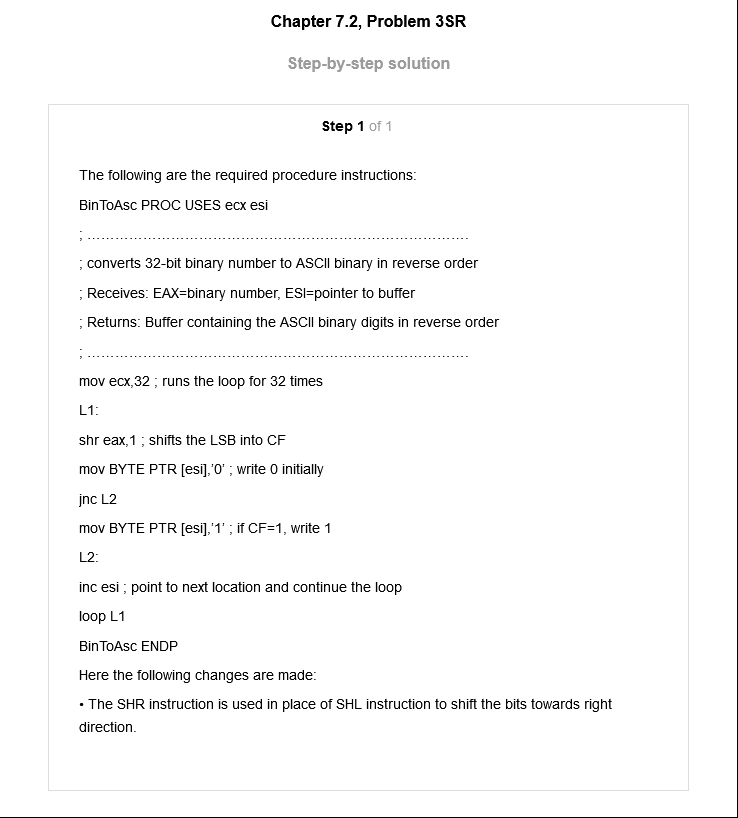 Chapter 7.2, Problem 3SR
Step-by-step solution
Step 1 of 1
The following are the required procedure instructions:
BinToAsc PROC USES ecx esi
; ...................................................................................
; converts 32-bit binary number to ASCII binary in reverse order
; Receives: EAX=binary number, ESI=pointer to buffer
; Returns: Buffer containing the ASCII binary digits in reverse order
; ...................................................................................
mov ecx,32 ; runs the loop for 32 times
L1:
shr eax,1 ; shifts the LSB into CF
mov BYTE PTR [esi],’0’ ; write 0 initially
jnc L2
mov BYTE PTR [esi],’1’ ; if CF=1, write 1
L2:
inc esi ; point to next location and continue the loop
loop L1
BinToAsc ENDP
Here the following changes are made:
• The SHR instruction is used in place of SHL instruction to shift the bits towards right
direction.